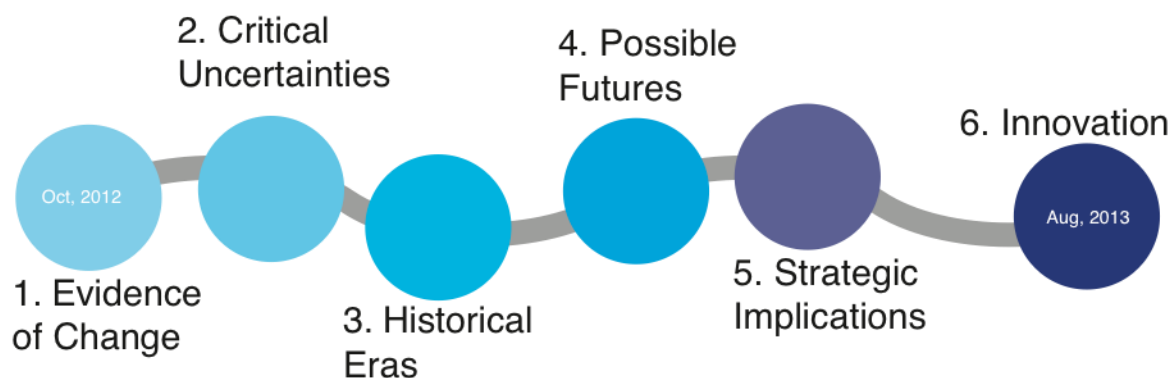 2. Critical
Uncertainties
4. Possible
Futures
6. Innovation
Oct, 2012
Aug, 2013
1. Evidence
of Change
3. Historical
Eras
5. Strategic
Implications